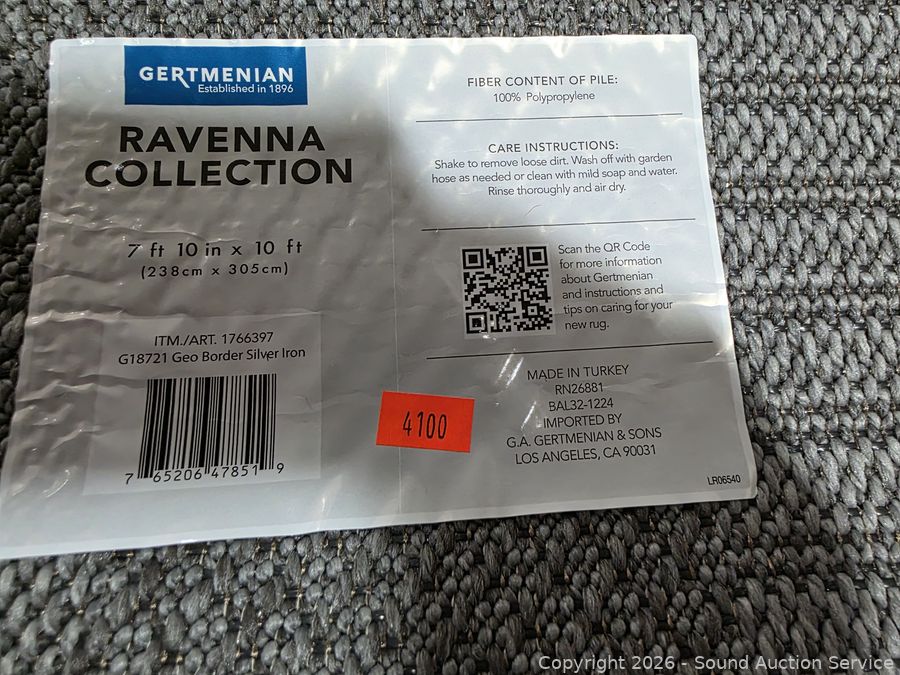 GERTMENIAN
Established in 1896
RAVENNA
COLLECTION
7 ft 10 in x 10 ft
(238cm x 305cm)
ITM./ART. 1766397
G18721 Geo Border Silver Iron
7 65206 47851 9
4100
FIBER CONTENT OF PILE:
100% Polypropylene
CARE INSTRUCTIONS:
Shake to remove loose dirt. Wash off with garden
hose as needed or clean with mild soap and water.
Rinse thoroughly and air dry.
Scan the QR Code
for more information
about Gertmenian
and instructions and
tips on caring for your
new rug.
MADE IN TURKEY
RN26881
BAL32-1224
IMPORTED BY
G.A. GERTMENIAN & SONS
LOS ANGELES, CA 90031
LR06540
Copyright 2026 - Sound Auction Service